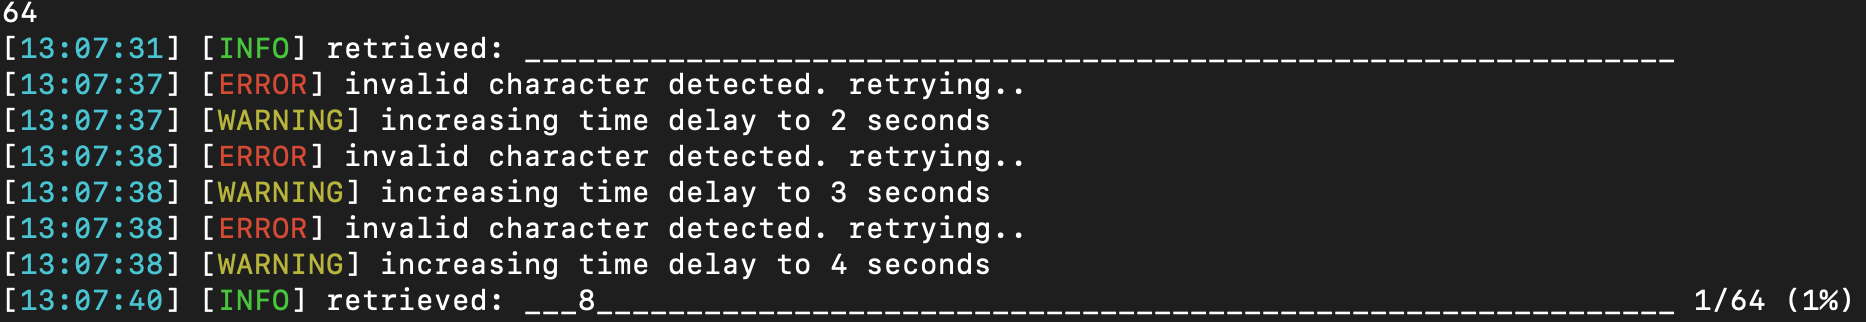 64
[13:07:31] [INFO] retrieved: ________________________________________________________________
[13:07:37] [ERROR] invalid character detected. retrying..
[13:07:37] [WARNING] increasing time delay to 2 seconds
[13:07:38] [ERROR] invalid character detected. retrying..
[13:07:38] [WARNING] increasing time delay to 3 seconds
[13:07:38] [ERROR] invalid character detected. retrying..
[13:07:38] [WARNING] increasing time delay to 4 seconds
[13:07:40] [INFO] retrieved: ___8____________________________________________________________ 1/64 (1%)